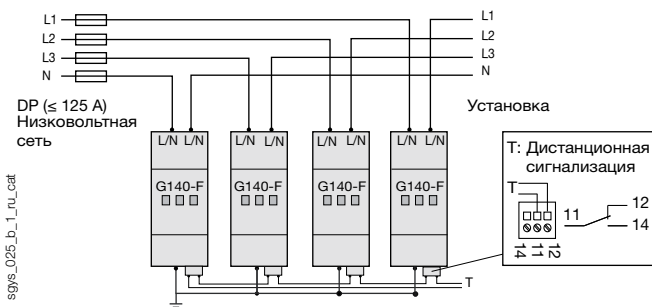 L1
L2
L3
N
L1
L2
L3
N
DP (≤ 125 A)
Низковольтная
сеть
Установка
L/N L/N
L/N L/N
L/N L/N
L/N L/N
G140-F
G140-F
G140-F
G140-F
T: Дистанционная
сигнализация
T
11
12
14
14 11 12
T
sgys_025_b_1_ru_cat